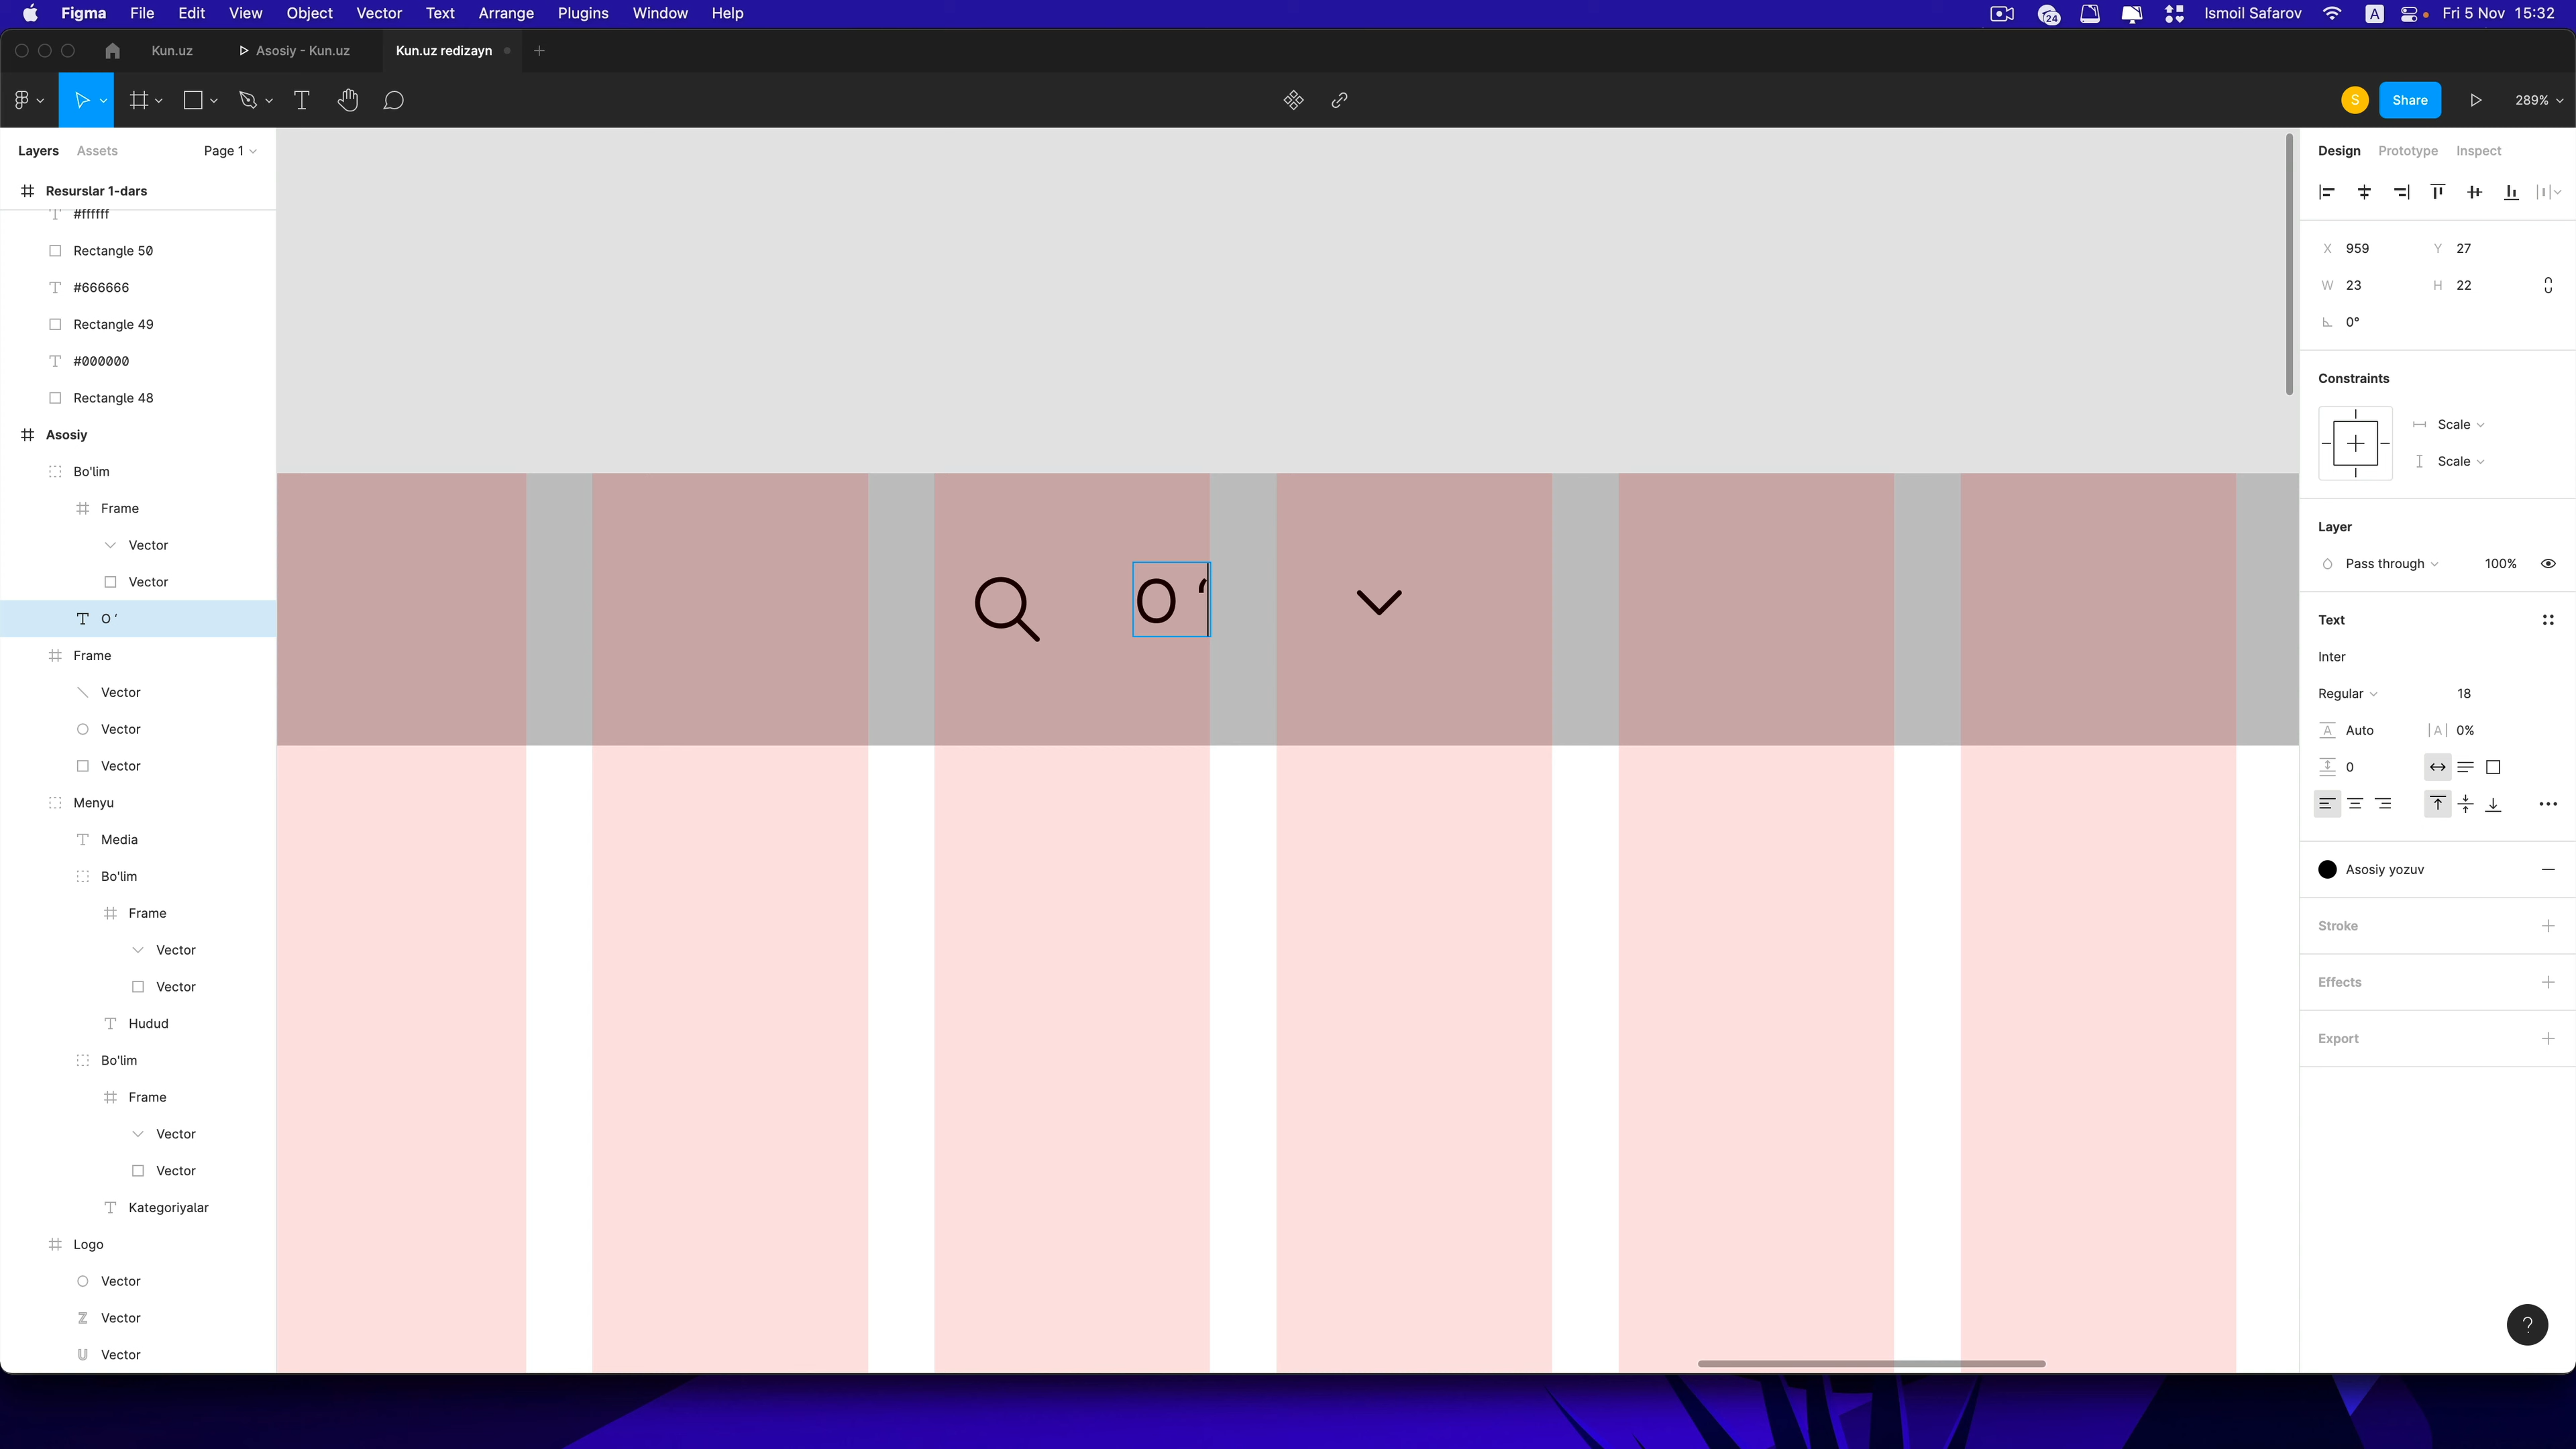 Figma File Edit View Object Vector Text Arrange Plugins Window Help
24 Ismoil Safarov A Fri 5 Nov 15:32
Kun.uz Asosiy - Kun.uz Kun.uz redizayn
S Share 289%
Layers Assets Page 1
Resurslar 1-dars
#ffffff
Rectangle 50
#666666
Rectangle 49
#000000
Rectangle 48
Asosiy
Bo'lim
Frame
Vector
Vector
O ‘
Frame
Vector
Vector
Vector
Menyu
Media
Bo'lim
Frame
Vector
Vector
Hudud
Bo'lim
Frame
Vector
Vector
Kategoriyalar
Logo
Vector
Vector
Vector
O ‘
Design Prototype Inspect
X 959 Y 27
W 23 H 22
0°
Constraints
Scale
Scale
Layer
Pass through 100%
Text
Inter
Regular 18
A Auto |A| 0%
0
Asosiy yozuv
Stroke
Effects
Export
?